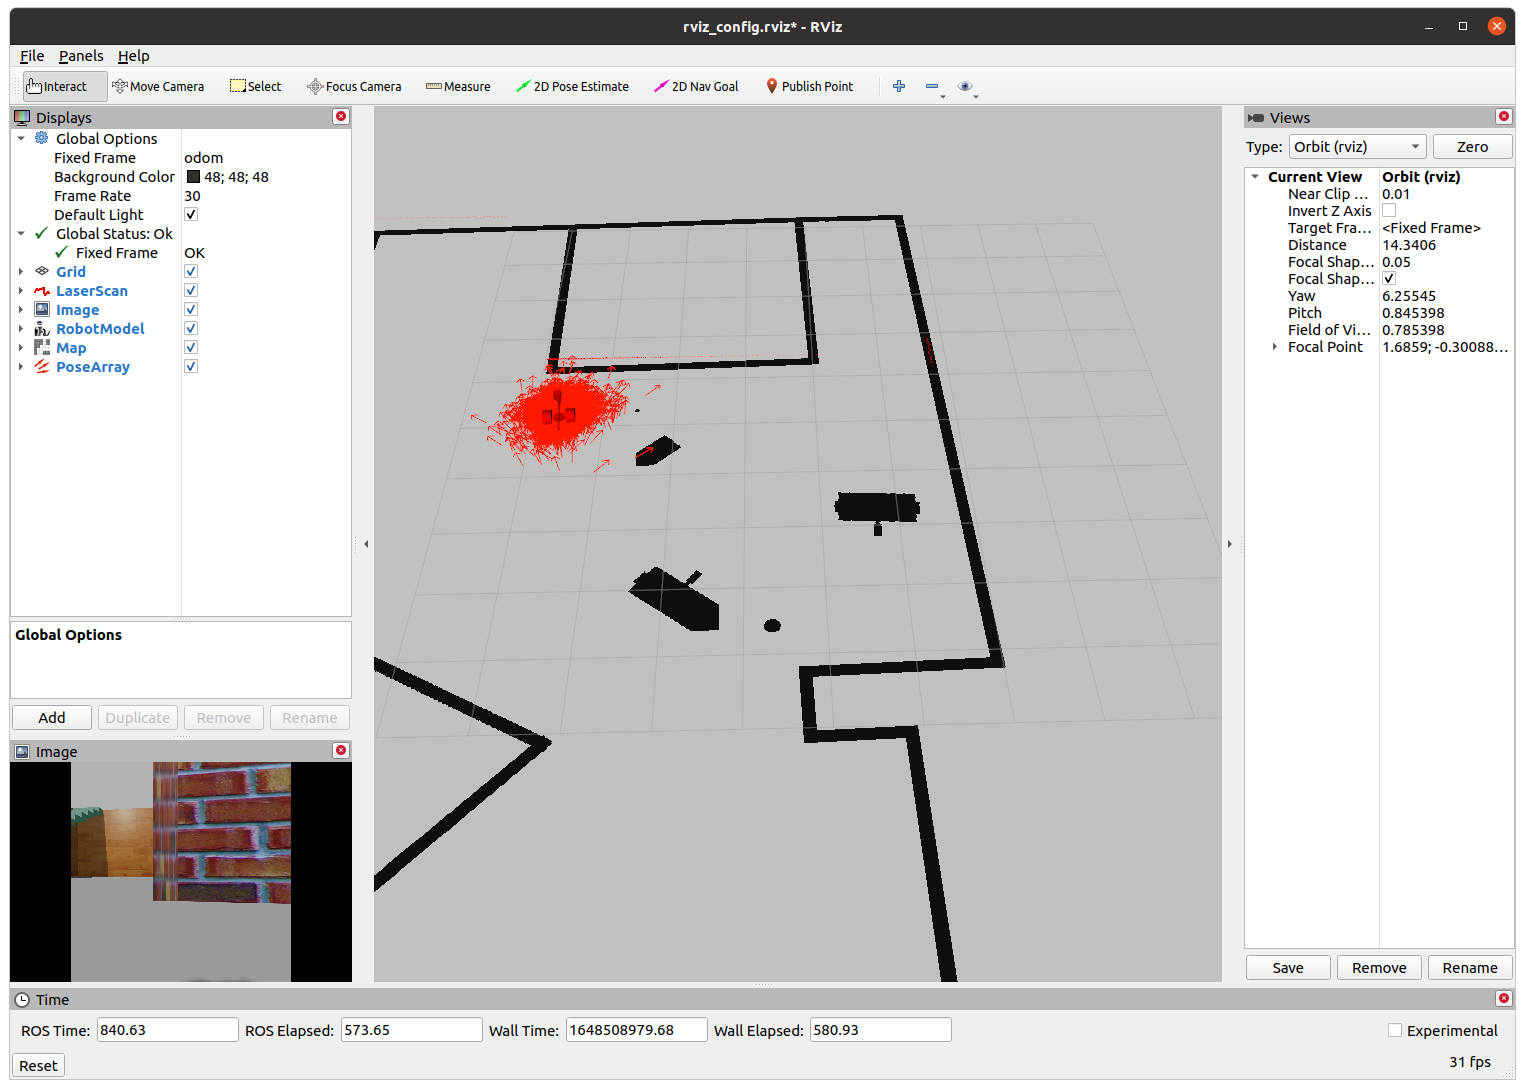 rviz_config.rviz* - RViz
File Panels Help
Interact Move Camera Select Focus Camera Measure 2D Pose Estimate 2D Nav Goal Publish Point
Displays
Global Options
Fixed Frame odom
Background Color 48; 48; 48
Frame Rate 30
Default Light
Global Status: Ok
Fixed Frame OK
Grid
LaserScan
Image
RobotModel
Map
PoseArray
Global Options
Add Duplicate Remove Rename
Image
Views
Type: Orbit (rviz) Zero
Current View Orbit (rviz)
Near Clip ... 0.01
Invert Z Axis
Target Fra... <Fixed Frame>
Distance 14.3406
Focal Shap... 0.05
Focal Shap...
Yaw 6.25545
Pitch 0.845398
Field of Vi... 0.785398
Focal Point 1.6859; -0.30088...
Save Remove Rename
Time
ROS Time: 840.63 ROS Elapsed: 573.65 Wall Time: 1648508979.68 Wall Elapsed: 580.93 Experimental
Reset 31 fps